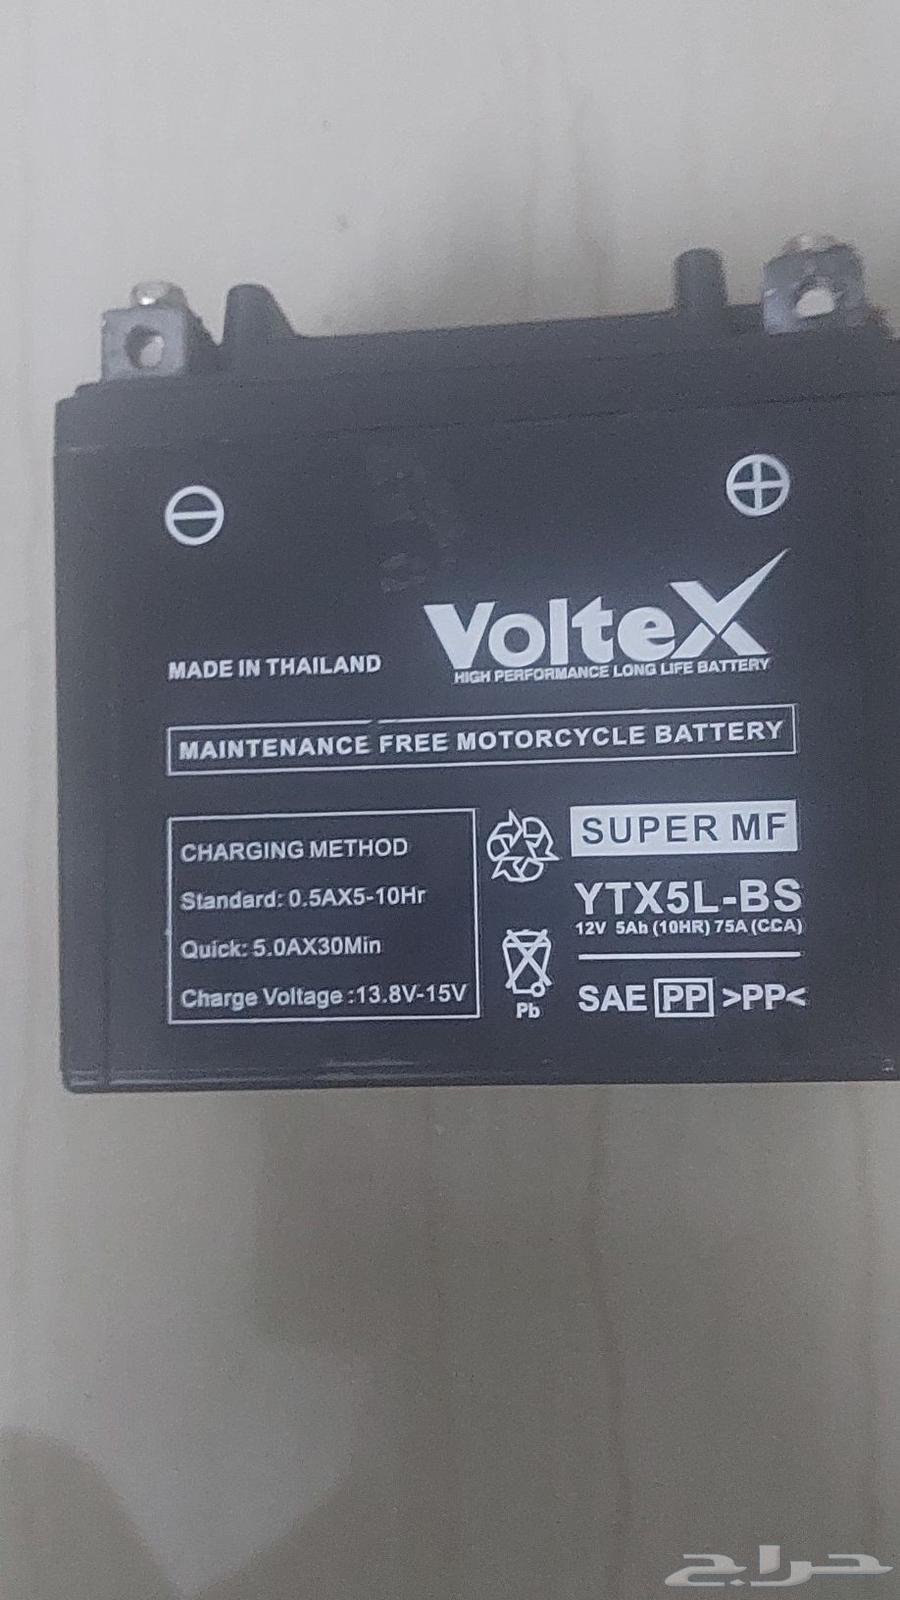 MADE IN THAILAND
VolteX
HIGH PERFORMANCE LONG LIFE BATTERY
MAINTENANCE FREE MOTORCYCLE BATTERY
CHARGING METHOD
Standard: 0.5AX5-10Hr
Quick: 5.0AX30Min
Charge Voltage :13.8V-15V
Pb
SUPER MF
YTX5L-BS
12V 5Ah (10HR) 75A (CCA)
SAE PP >PP<
حراج